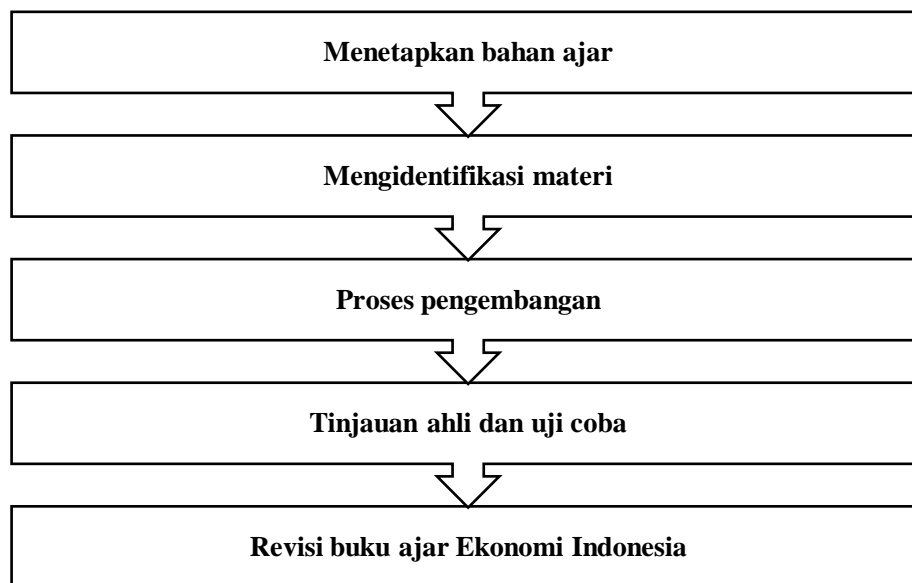 Menetapkan bahan ajar
Mengidentifikasi materi
Proses pengembangan
Tinjauan ahli dan uji coba
Revisi buku ajar Ekonomi Indonesia